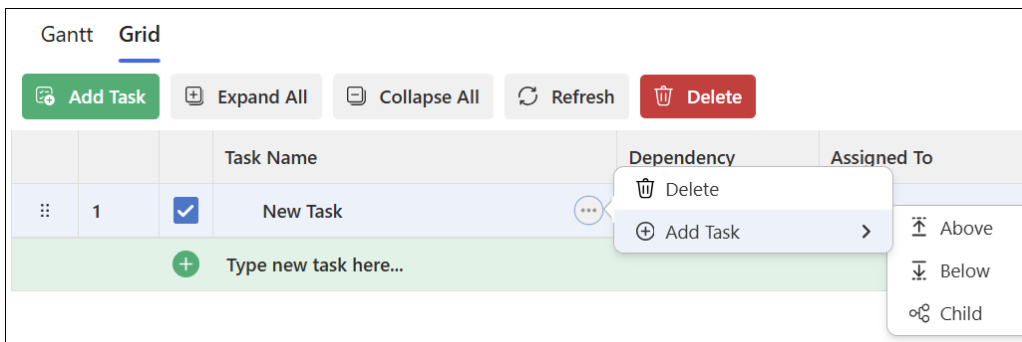 Gantt Grid
Add Task Expand All Collapse All Refresh Delete
Task Name Dependency Assigned To
Delete
1 New Task
Add Task Above
Type new task here... Below
Child